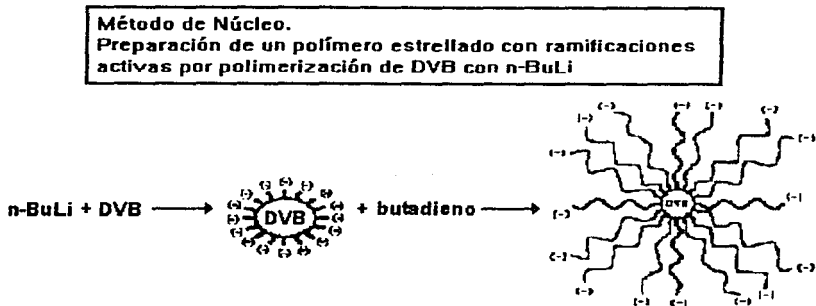 Método de Núcleo.
Preparación de un polímero estrellado con ramificaciones
activas por polimerización de DVB con n-BuLi
n-BuLi + DVB
(-) (-) (-) (-) (-) (-) (-) (-) (-) (-) (-) (-) (-) (-) (-) (-)
DVB
+ butadieno
(-) (-) (-) (-) (-) (-) (-) (-) (-) (-) (-) (-) (-) (-) (-) (-) (-)
DVB